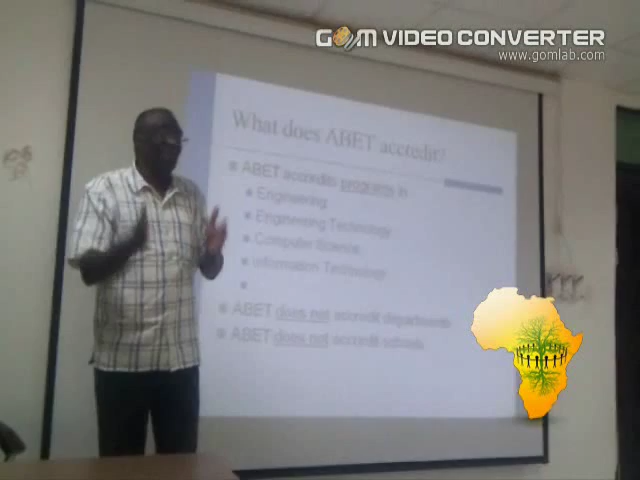 GOM VIDEO CONVERTER
www.gomlab.com
What does ABET accredit?
ABET accredits programs in
Engineering
Engineering Technology
Computer Science
Information Technology
ABET does not accredit departments
ABET does not accredit schools